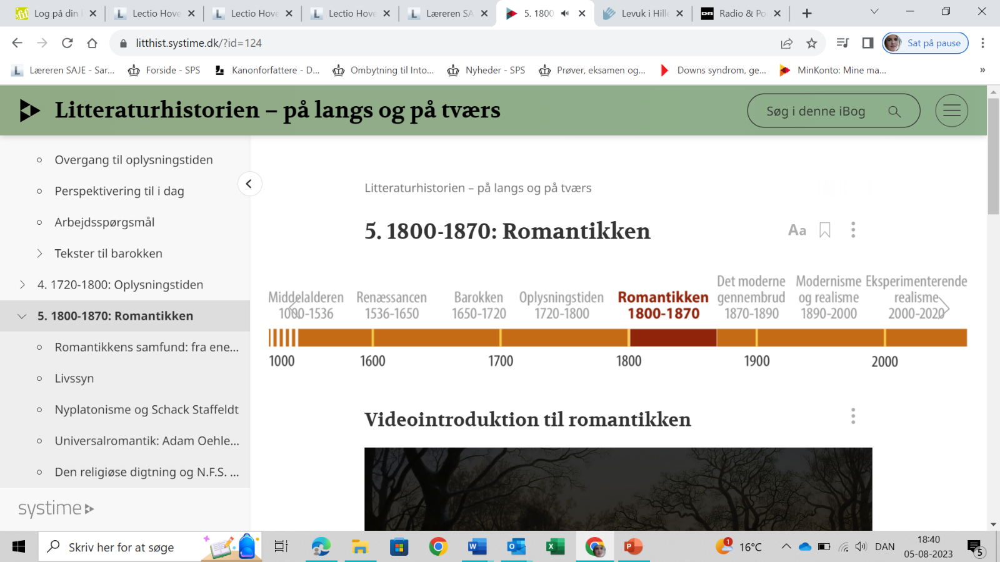 Log på din
Lectio Hove
Lectio Hove
Lectio Hove
Læreren SA
5. 1800
Levuk i Hille
Radio & Po
litthist.systime.dk/?id=124
Sat på pause
Læreren SAJE - Sar...
Forside - SPS
Kanonforfattere - D...
Ombytning til Into...
Nyheder - SPS
Prøver, eksamen og...
Downs syndrom, ge...
MinKonto: Mine ma...
»
Litteraturhistorien – på langs og på tværs
Søg i denne iBog
Overgang til oplysningstiden
Perspektivering til i dag
Arbejdsspørgsmål
Tekster til barokken
4. 1720-1800: Oplysningstiden
5. 1800-1870: Romantikken
Romantikkens samfund: fra ene...
Livssyn
Nyplatonisme og Schack Staffeldt
Universalromantik: Adam Oehle...
Den religiøse digtning og N.F.S. ...
systime
Litteraturhistorien – på langs og på tværs
5. 1800-1870: Romantikken
Aa
Middelalderen
1000-1536
Renæssancen
1536-1650
Barokken
1650-1720
Oplysningstiden
1720-1800
Romantikken
1800-1870
Det moderne
gennembrud
1870-1890
Modernisme
og realisme
1890-2000
Eksperimenterende
realisme
2000-2020
1000
1600
1700
1800
1900
2000
Videointroduktion til romantikken
Skriv her for at søge
1
16°C
DAN
18:40
05-08-2023
5